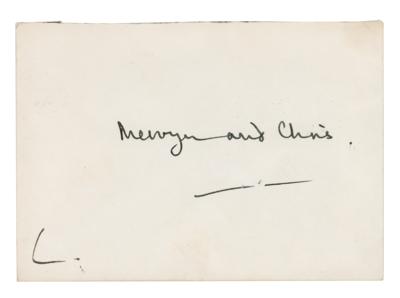 Mervyn and Chris.
L.